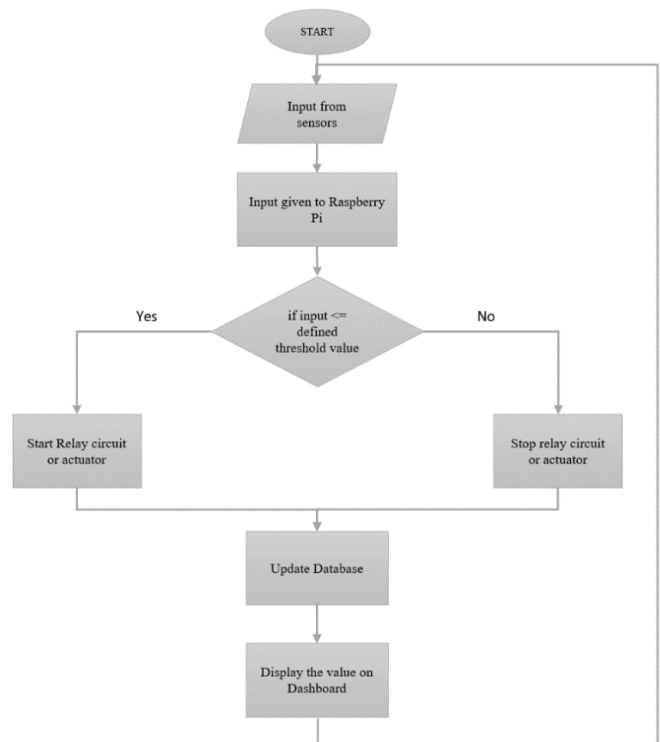 START
Input from
sensors
Input given to Raspberry
Pi
if input <=
defined
threshold value
Yes
No
Start Relay circuit
or actuator
Stop relay circuit
or actuator
Update Database
Display the value on
Dashboard